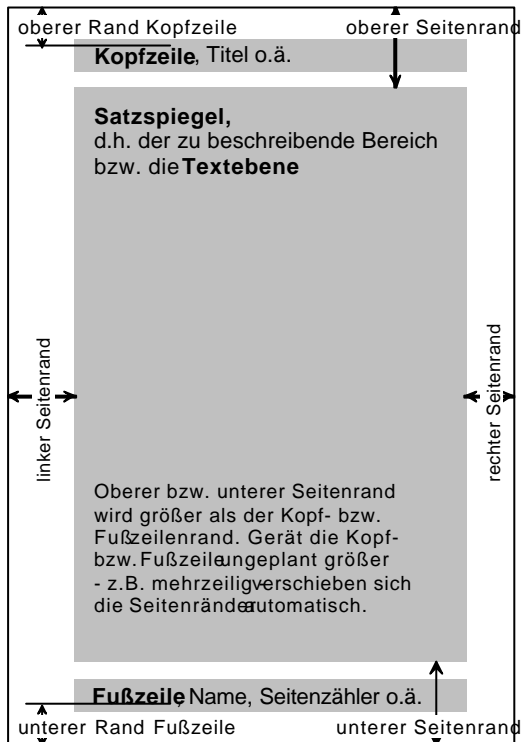 oberer Rand Kopfzeile oberer Seitenrand
Kopfzeile, Titel o.ä.
Satzspiegel,
d.h. der zu beschreibende Bereich
bzw. die Textebene
linker Seitenrand
rechter Seitenrand
Oberer bzw. unterer Seitenrand
wird größer als der Kopf- bzw.
Fußzeilenrand. Gerät die Kopf-
bzw. Fußzeile ungeplant größer
- z.B. mehrzeilig verschieben sich
die Seitenränder automatisch.
Fußzeile, Name, Seitenzähler o.ä.
unterer Rand Fußzeile unterer Seitenrand